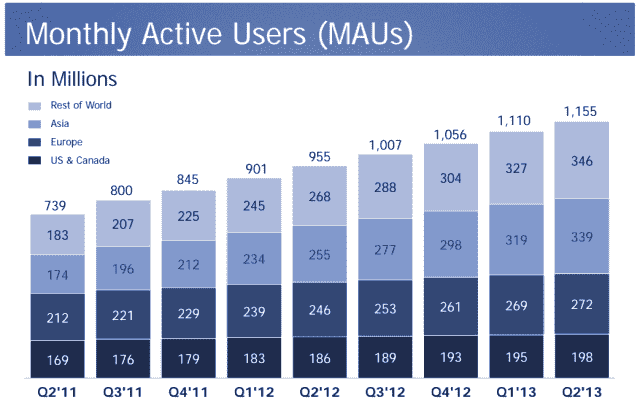 Monthly Active Users (MAUs)
In Millions
Rest of World
Asia
Europe
US & Canada
739 800 845 901 955 1,007 1,056 1,110 1,155
183 207 225 245 268 288 304 327 346
174 196 212 234 255 277 298 319 339
212 221 229 239 246 253 261 269 272
169 176 179 183 186 189 193 195 198
Q2'11 Q3'11 Q4'11 Q1'12 Q2'12 Q3'12 Q4'12 Q1'13 Q2'13